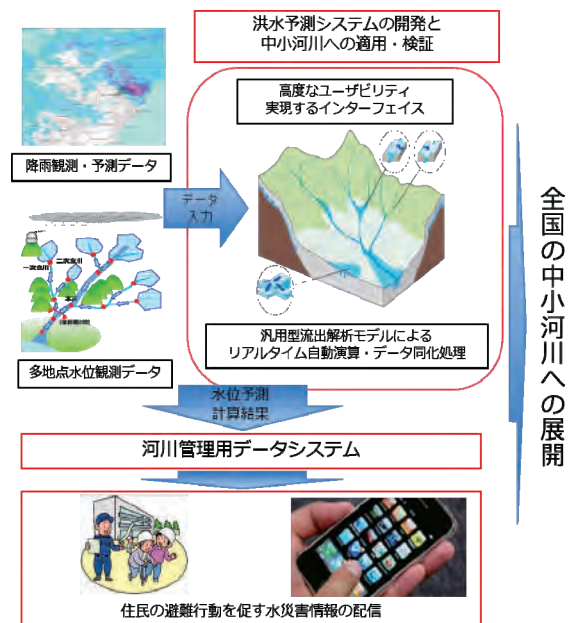 洪水予測システムの開発と
中小河川への適用・検証
高度なユーザビリティ
実現するインターフェイス
降雨観測・予測データ
データ
入力
一次支川
二次支川
本川
多地点水位観測データ
汎用型流出解析モデルによる
リアルタイム自動演算・データ同化処理
水位予測
計算結果
河川管理用データシステム
住民の避難行動を促す水災害情報の配信
全国の中小河川への展開